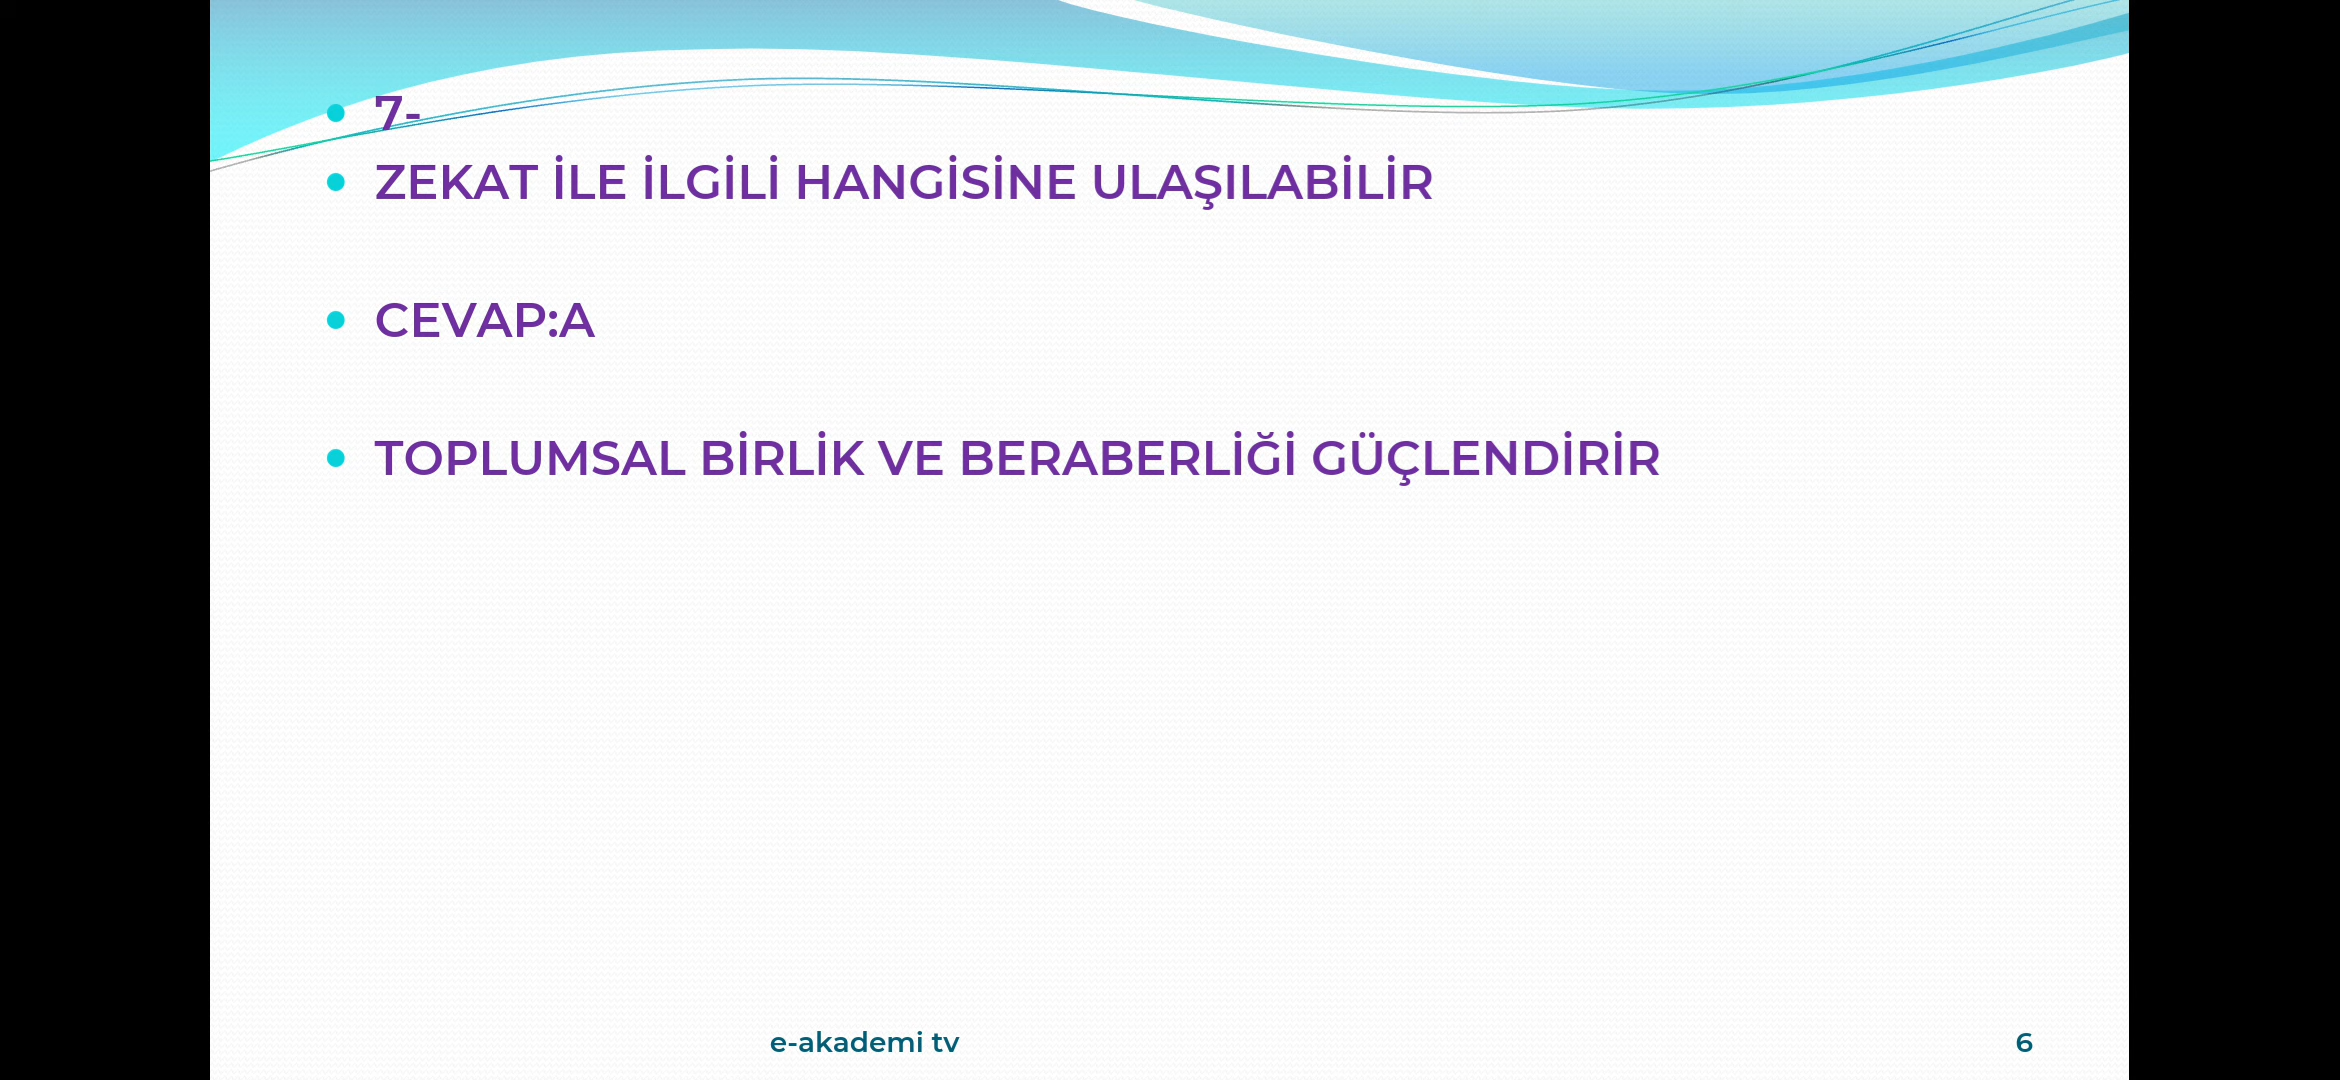 7-
ZEKAT İLE İLGİLİ HANGİSİNE ULAŞILABİLİR
CEVAP:A
TOPLUMSAL BİRLİK VE BERABERLİĞİ GÜÇLENDİRİR
e-akademi tv
6